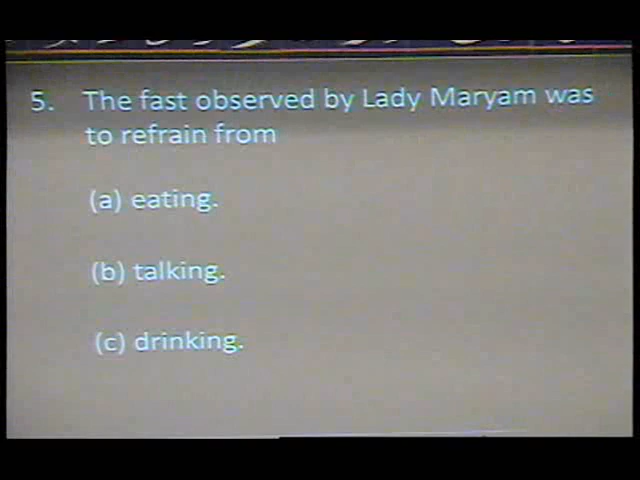 5. The fast observed by Lady Maryam was
to refrain from
(a) eating.
(b) talking.
(c) drinking.